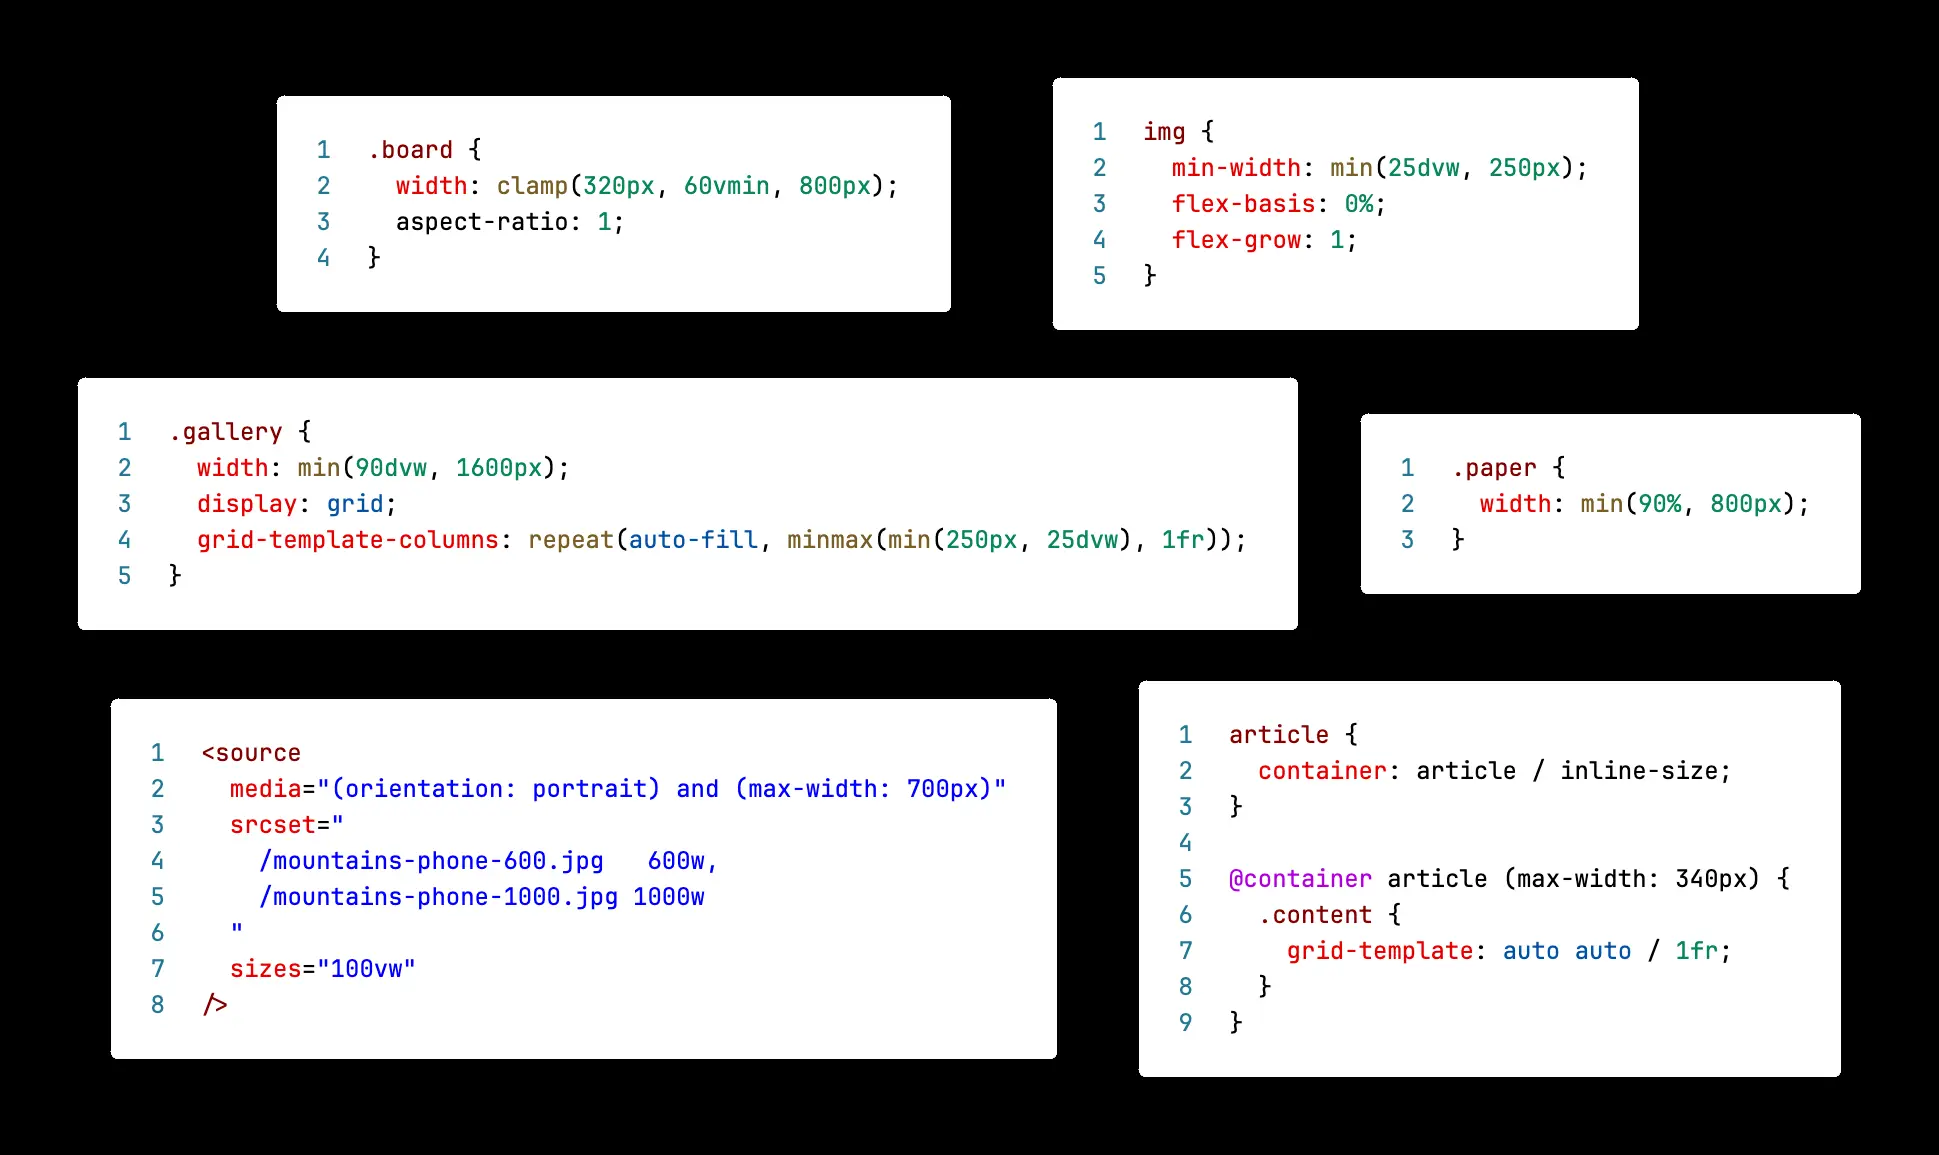 1 .board {
2   width: clamp(320px, 60vmin, 800px);
3   aspect-ratio: 1;
4 }
1 img {
2   min-width: min(25dvw, 250px);
3   flex-basis: 0%;
4   flex-grow: 1;
5 }
1 .gallery {
2   width: min(90dvw, 1600px);
3   display: grid;
4   grid-template-columns: repeat(auto-fill, minmax(min(250px, 25dvw), 1fr));
5 }
1 .paper {
2   width: min(90%, 800px);
3 }
1 <source
2   media="(orientation: portrait) and (max-width: 700px)"
3   srcset="
4     /mountains-phone-600.jpg   600w,
5     /mountains-phone-1000.jpg 1000w
6   "
7   sizes="100vw"
8 />
1 article {
2   container: article / inline-size;
3 }
4
5 @container article (max-width: 340px) {
6   .content {
7     grid-template: auto auto / 1fr;
8   }
9 }